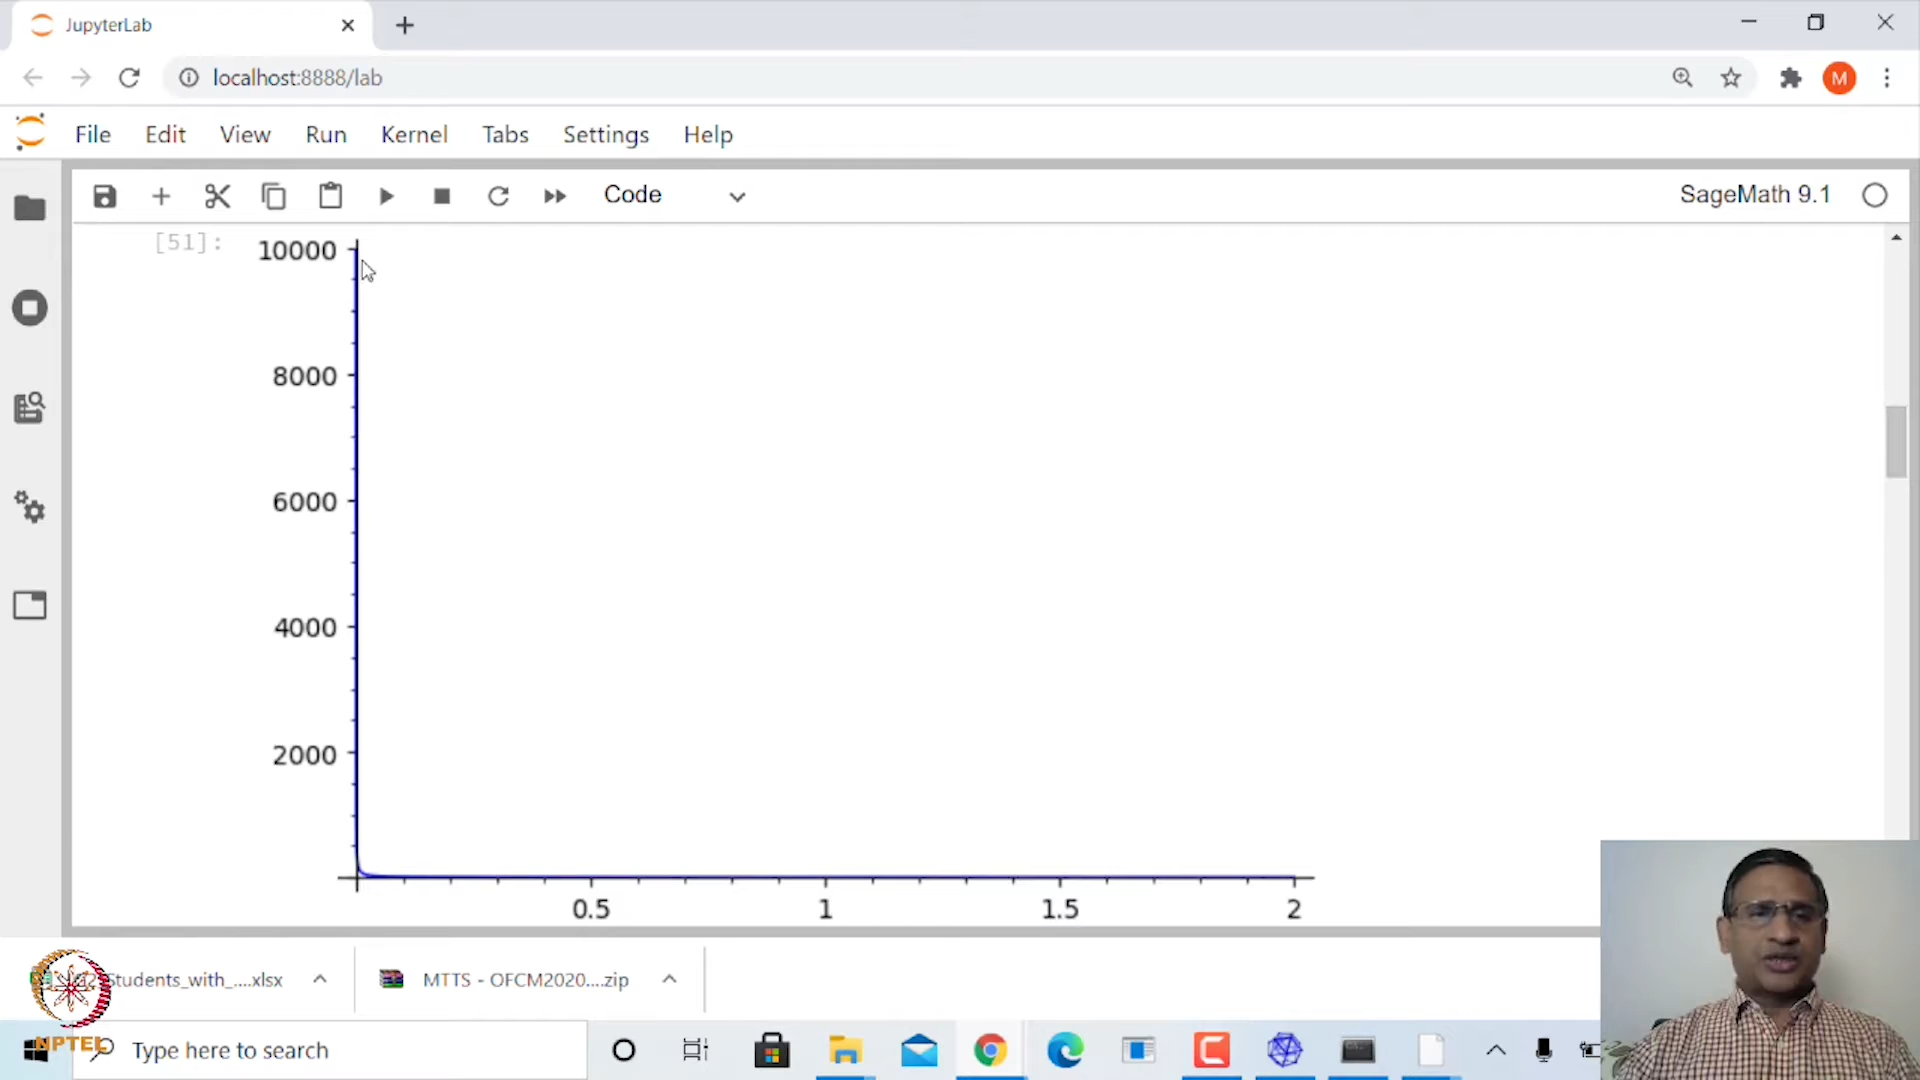 JupyterLab
localhost:8888/lab
M
File Edit View Run Kernel Tabs Settings Help
Code
SageMath 9.1
[51]:
10000
8000
6000
4000
2000
0.5 1 1.5 2
Students_with_....xlsx
MTTS - OFCM2020....zip
NPTEL
Type here to search